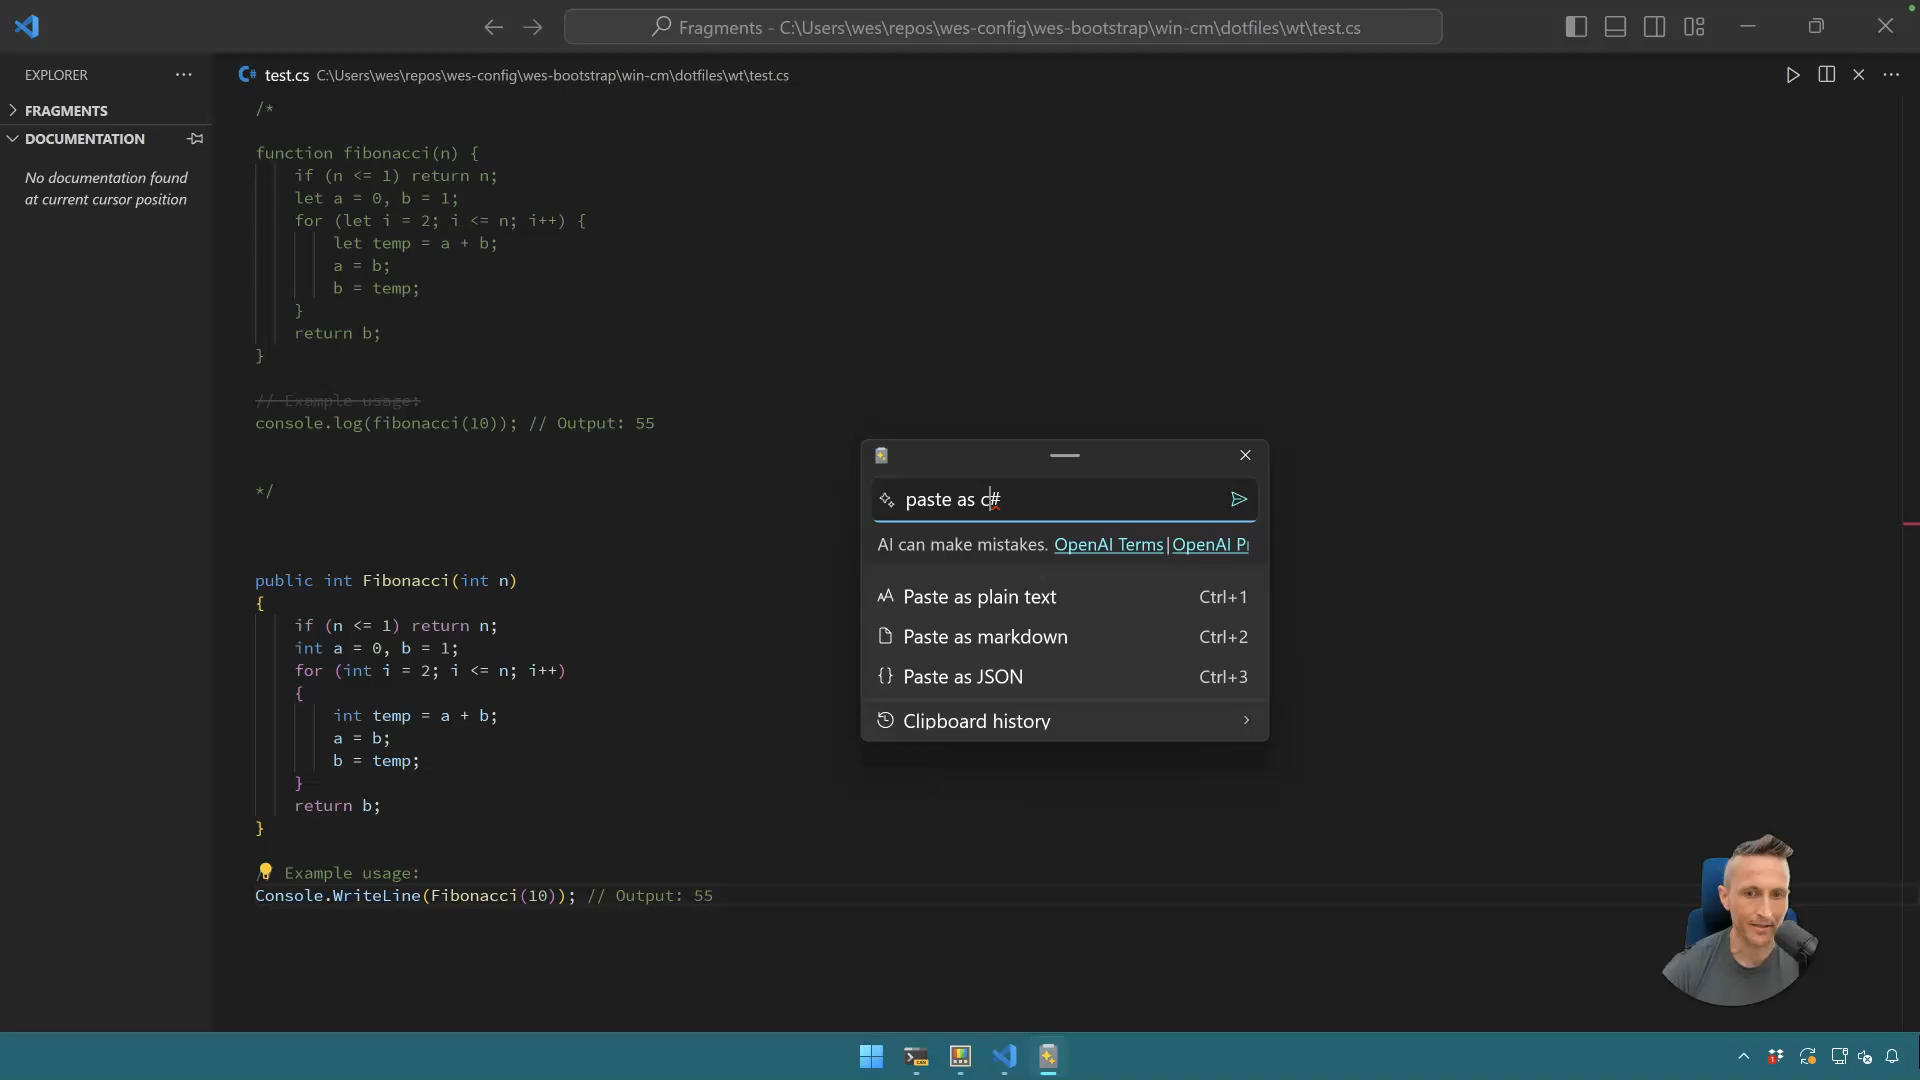 Fragments - C:\Users\wes\repos\wes-config\wes-bootstrap\win-cm\dotfiles\wt\test.cs
EXPLORER
FRAGMENTS
DOCUMENTATION
No documentation found
at current cursor position
test.cs C:\Users\wes\repos\wes-config\wes-bootstrap\win-cm\dotfiles\wt\test.cs
/*
function fibonacci(n) {
if (n <= 1) return n;
let a = 0, b = 1;
for (let i = 2; i <= n; i++) {
let temp = a + b;
a = b;
b = temp;
}
return b;
}
// Example usage:
console.log(fibonacci(10)); // Output: 55
*/
public int Fibonacci(int n)
{
if (n <= 1) return n;
int a = 0, b = 1;
for (int i = 2; i <= n; i++)
{
int temp = a + b;
a = b;
b = temp;
}
return b;
}
Example usage:
Console.WriteLine(Fibonacci(10)); // Output: 55
paste as c#
AI can make mistakes. OpenAI Terms | OpenAI Pr
Paste as plain text Ctrl+1
Paste as markdown Ctrl+2
Paste as JSON Ctrl+3
Clipboard history